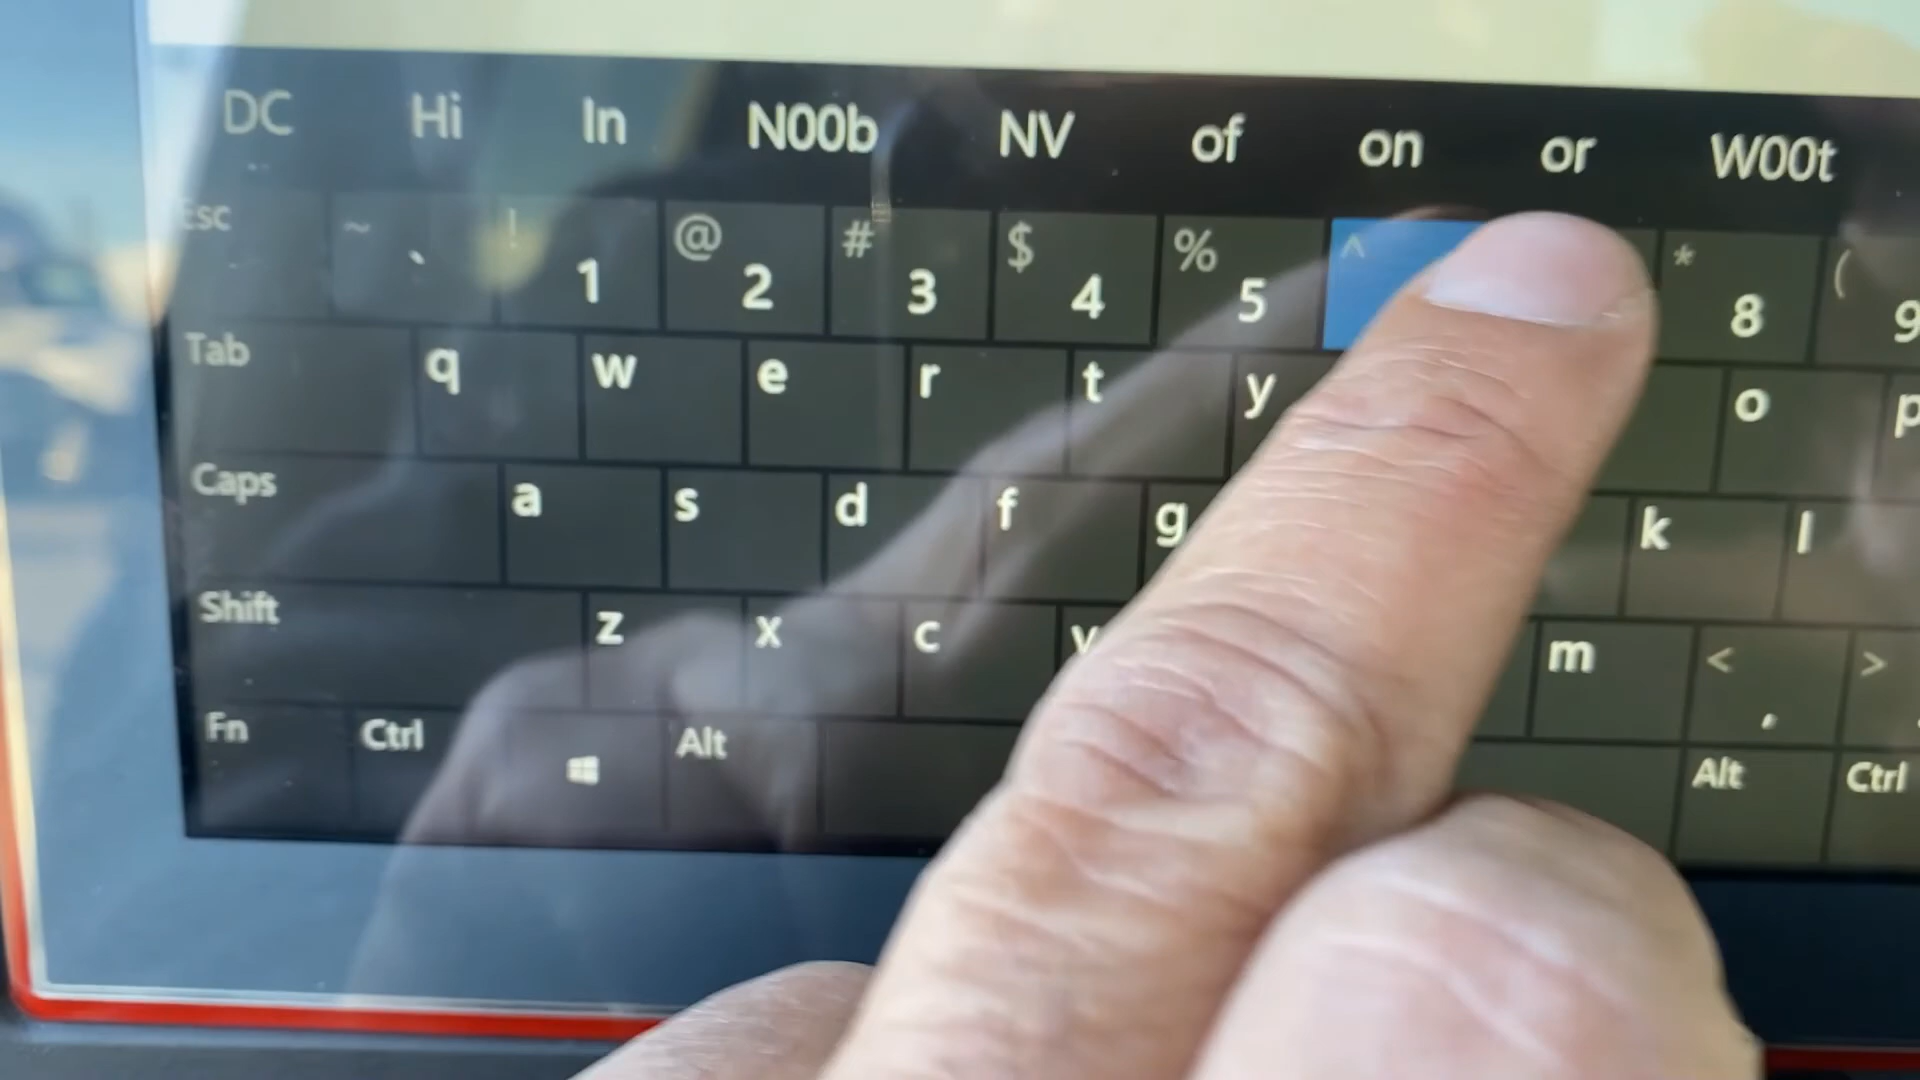 DC Hi In N00b NV of on or W00t
Esc ~ ` ! 1 @ 2 # 3 $ 4 % 5 ^ * 8 ( 9
Tab q w e r t y o p
Caps a s d f g k l
Shift z x c v m < , >
Fn Ctrl Alt Alt Ctrl